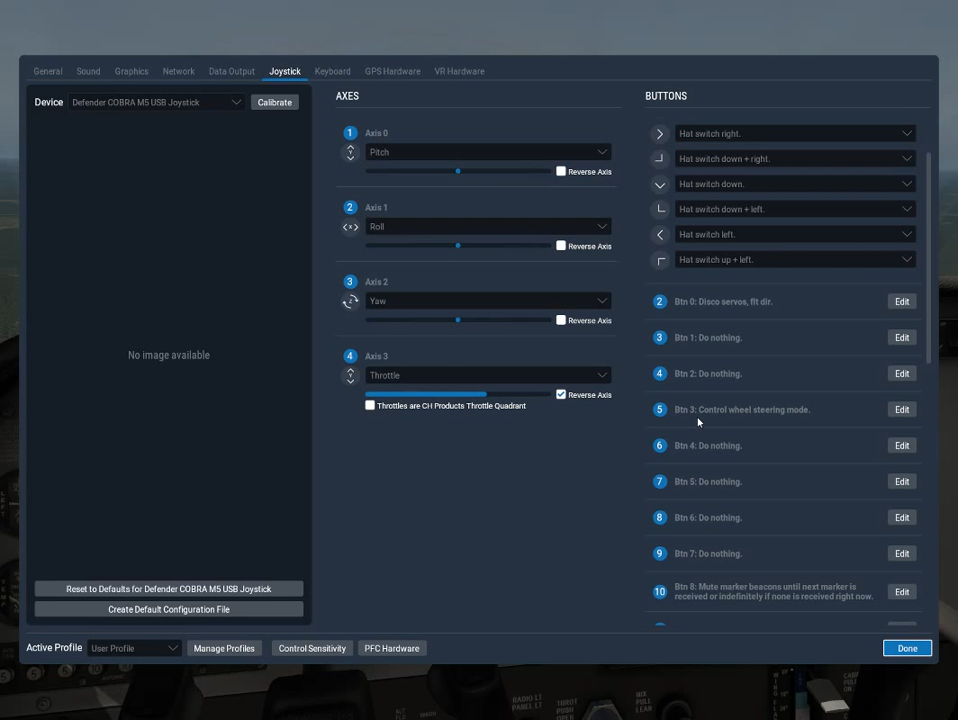 General Sound Graphics Network Data Output Joystick Keyboard GPS Hardware VR Hardware
Device Defender COBRA M5 USB Joystick Calibrate
No image available
Reset to Defaults for Defender COBRA M5 USB Joystick
Create Default Configuration File
AXES
1 Axis 0
Pitch
Reverse Axis
2 Axis 1
Roll
Reverse Axis
3 Axis 2
Yaw
Reverse Axis
4 Axis 3
Throttle
Reverse Axis
Throttles are CH Products Throttle Quadrant
BUTTONS
Hat switch right.
Hat switch down + right.
Hat switch down.
Hat switch down + left.
Hat switch left.
Hat switch up + left.
2 Btn 0: Disco servos, flt dir. Edit
3 Btn 1: Do nothing. Edit
4 Btn 2: Do nothing. Edit
5 Btn 3: Control wheel steering mode. Edit
6 Btn 4: Do nothing. Edit
7 Btn 5: Do nothing. Edit
8 Btn 6: Do nothing. Edit
9 Btn 7: Do nothing. Edit
10 Btn 8: Mute marker beacons until next marker is
received or indefinitely if none is received right now. Edit
Active Profile User Profile Manage Profiles Control Sensitivity PFC Hardware Done
RADIO LT
PANEL LT